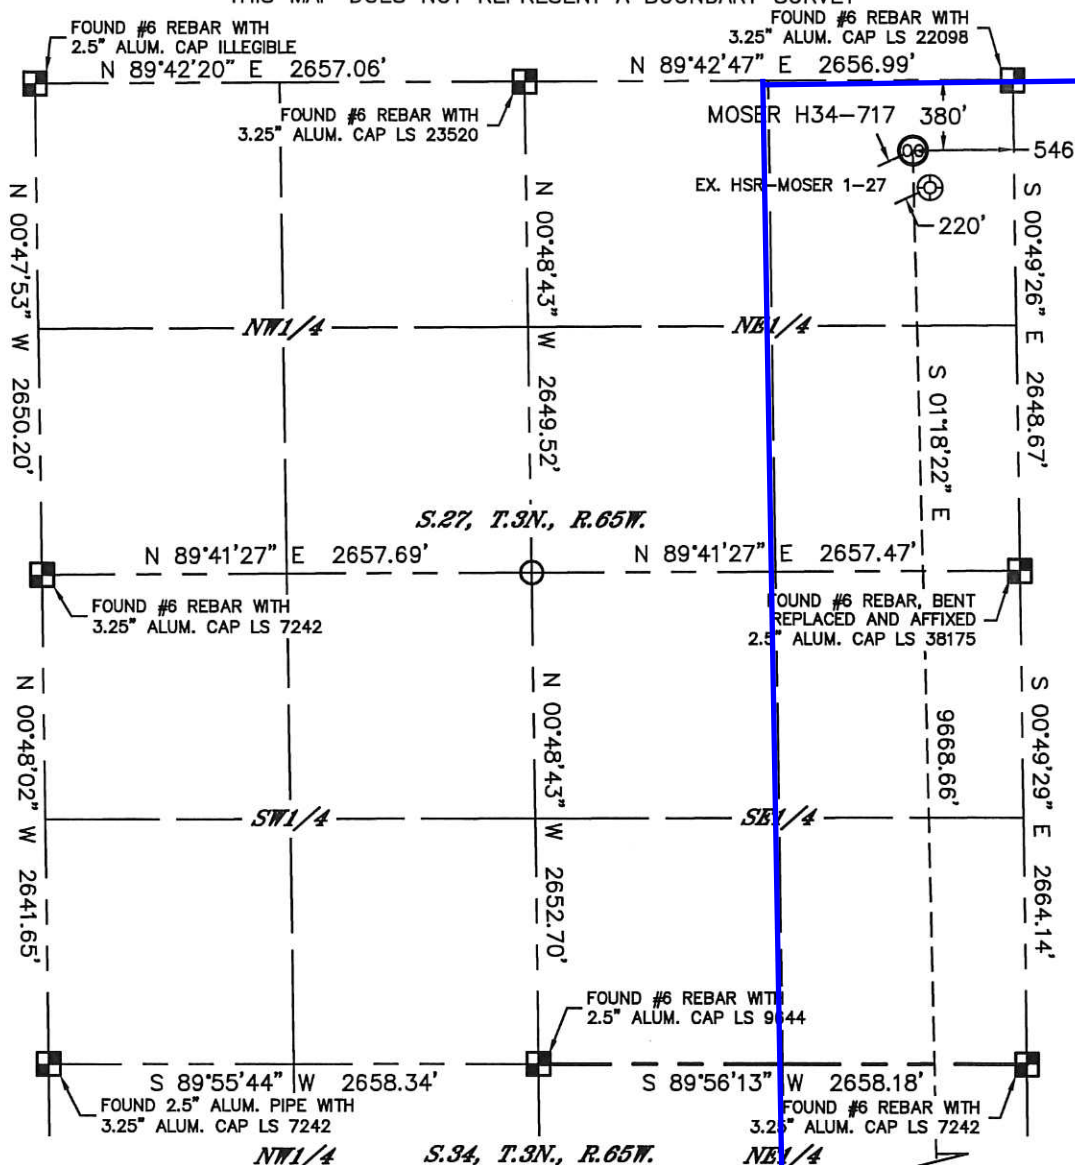 THIS MAP DOES NOT REPRESENT A BOUNDARY SURVEY
FOUND #6 REBAR WITH
2.5" ALUM. CAP ILLEGIBLE
FOUND #6 REBAR WITH
3.25" ALUM. CAP LS 22098
N 89°42'20" E 2657.06'
N 89°42'47" E 2656.99'
FOUND #6 REBAR WITH
3.25" ALUM. CAP LS 23520
MOSER H34-717 380'
546
EX. HSR-MOSER 1-27
220'
N 00°47'53" W 2650.20'
N 00°48'43" W 2649.52'
S 01°18'22" E
S 00°49'26" E 2648.67'
NW1/4
NE1/4
S.27, T.3N., R.65W.
N 89°41'27" E 2657.69'
N 89°41'27" E 2657.47'
FOUND #6 REBAR WITH
3.25" ALUM. CAP LS 7242
FOUND #6 REBAR, BENT
REPLACED AND AFFIXED
2.5" ALUM. CAP LS 38175
N 00°48'02" W 2641.65'
N 00°48'43" W 2652.70'
9668.66'
S 00°49'29" E 2664.14'
SW1/4
SE1/4
FOUND #6 REBAR WITH
2.5" ALUM. CAP LS 9644
S 89°55'44" W 2658.34'
S 89°56'13" W 2658.18'
FOUND 2.5" ALUM. PIPE WITH
3.25" ALUM. CAP LS 7242
FOUND #6 REBAR WITH
3.25" ALUM. CAP LS 7242
NW1/4
S.34, T.3N., R.65W.
NE1/4